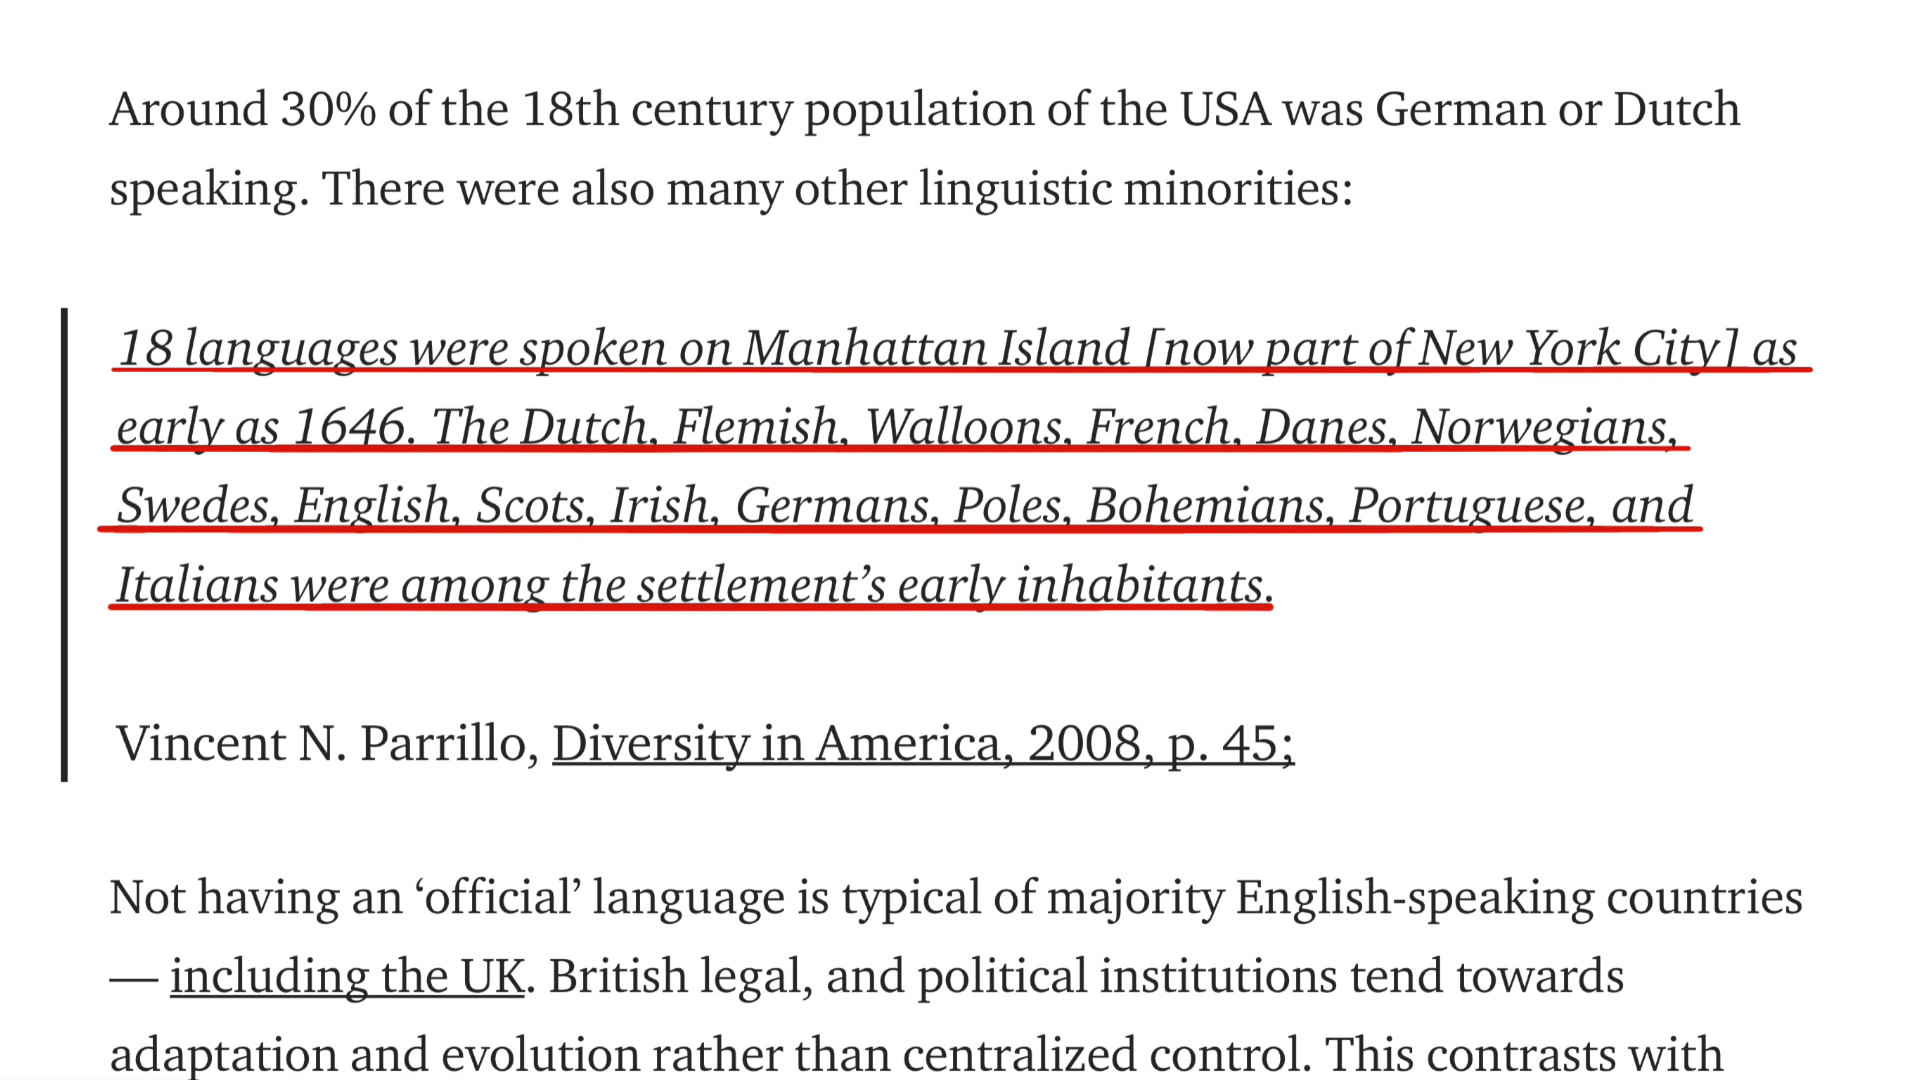 Around 30% of the 18th century population of the USA was German or Dutch
speaking. There were also many other linguistic minorities:
18 languages were spoken on Manhattan Island [now part of New York City] as
early as 1646. The Dutch, Flemish, Walloons, French, Danes, Norwegians,
Swedes, English, Scots, Irish, Germans, Poles, Bohemians, Portuguese, and
Italians were among the settlement’s early inhabitants.
Vincent N. Parrillo, Diversity in America, 2008, p. 45;
Not having an ‘official’ language is typical of majority English-speaking countries
— including the UK. British legal, and political institutions tend towards
adaptation and evolution rather than centralized control. This contrasts with